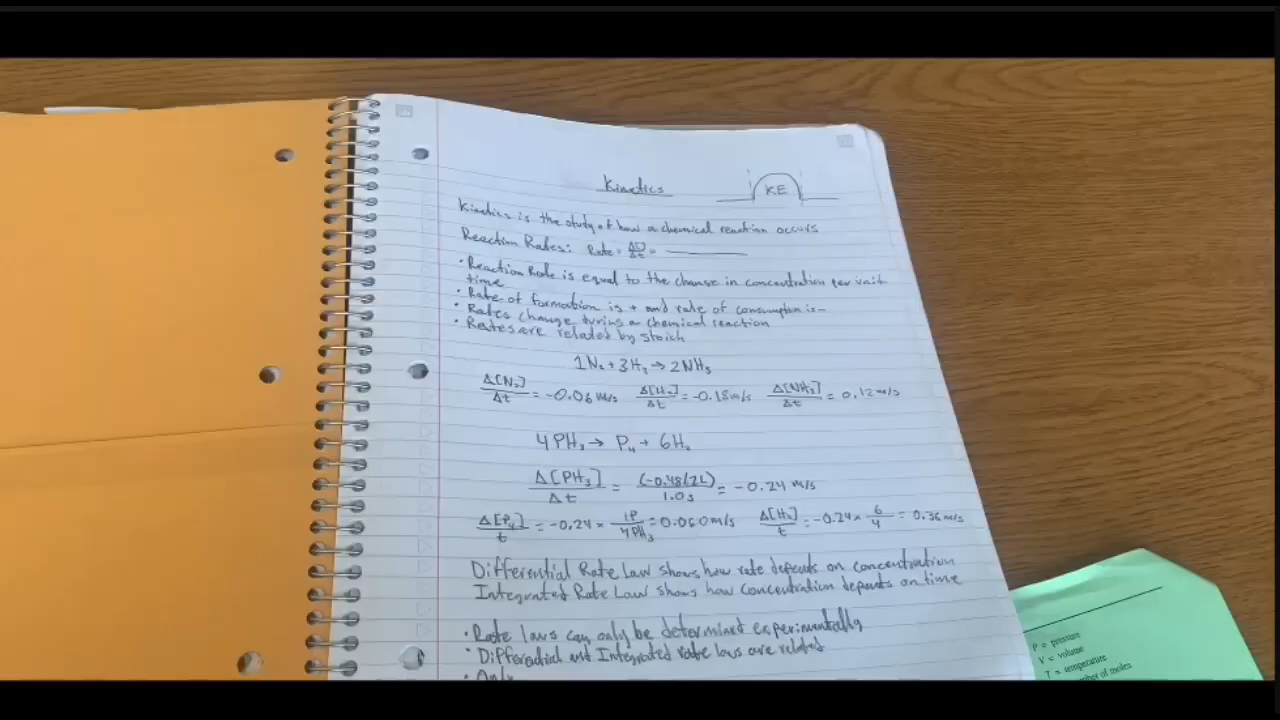 Kinetics
KE
Kinetics is the study of how a chemical reaction occurs
Reaction Rates: Rate = Δ[]/Δt =
• Reaction Rate is equal to the change in concentration per unit
time
• Rate of formation is + and rate of consumption is -
• Rates change during a chemical reaction
• Rates are related by stoich
1N₂ + 3H₂ → 2NH₃
Δ[N₂]/Δt = -0.06 m/s Δ[H₂]/Δt = -0.18 m/s Δ[NH₃]/Δt = 0.12 m/s
4PH₃ → P₄ + 6H₂
Δ[PH₃]/Δt = (-0.48/2L)/1.0s = -0.24 m/s
Δ[P₄]/t = -0.24 × 1P/4PH₃ = 0.060 m/s Δ[H₂]/t = -0.24 × 6/4 = 0.36 m/s
Differential Rate Law shows how rate depends on concentration
Integrated Rate Law shows how concentration depends on time
• Rate laws can only be determined experimentally
• Differential and Integrated rate laws are related
• Only
P = pressure
V = volume
T = temperature
number of moles